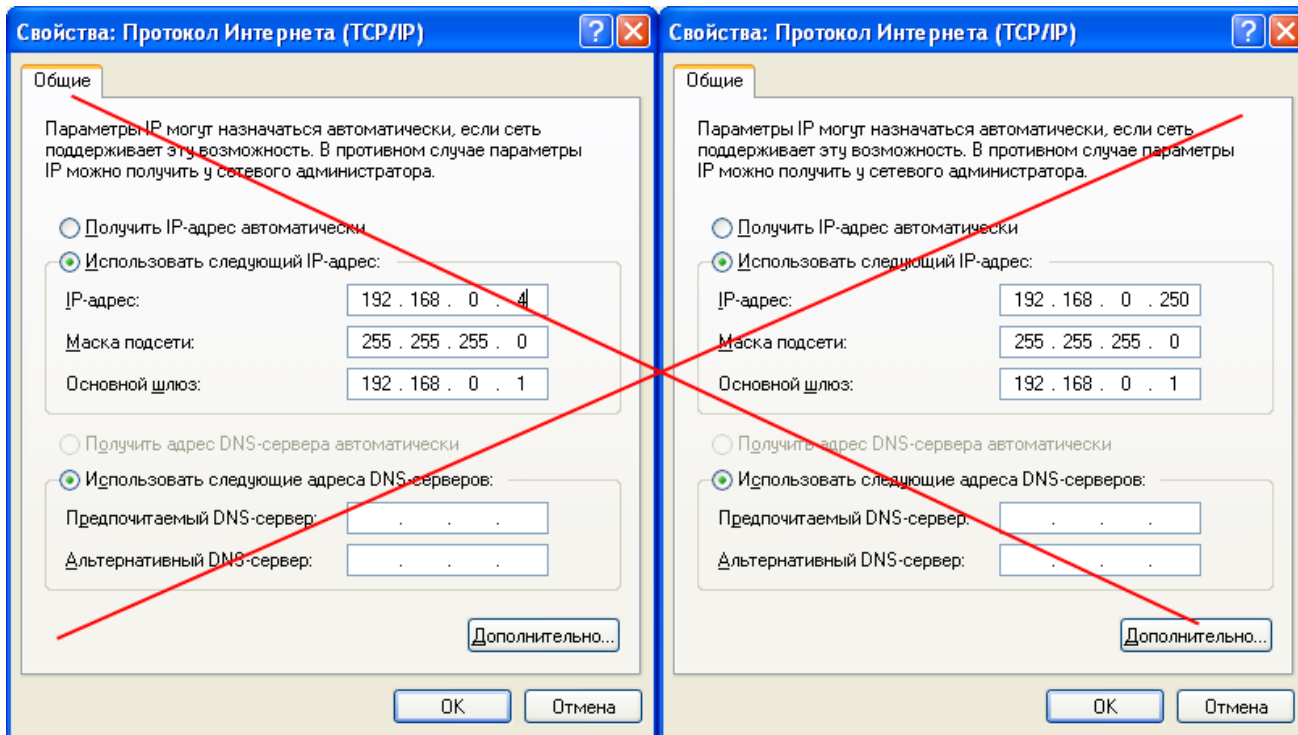 Свойства: Протокол Интернета (TCP/IP)
Общие
Параметры IP могут назначаться автоматически, если сеть
поддерживает эту возможность. В противном случае параметры
IP можно получить у сетевого администратора.
Получить IP-адрес автоматически
Использовать следующий IP-адрес:
IP-адрес: 192 . 168 . 0 . 4
Маска подсети: 255 . 255 . 255 . 0
Основной шлюз: 192 . 168 . 0 . 1
Получить адрес DNS-сервера автоматически
Использовать следующие адреса DNS-серверов:
Предпочитаемый DNS-сервер: . . .
Альтернативный DNS-сервер: . . .
Дополнительно...
OK Отмена
Свойства: Протокол Интернета (TCP/IP)
Общие
Параметры IP могут назначаться автоматически, если сеть
поддерживает эту возможность. В противном случае параметры
IP можно получить у сетевого администратора.
Получить IP-адрес автоматически
Использовать следующий IP-адрес:
IP-адрес: 192 . 168 . 0 . 250
Маска подсети: 255 . 255 . 255 . 0
Основной шлюз: 192 . 168 . 0 . 1
Получить адрес DNS-сервера автоматически
Использовать следующие адреса DNS-серверов:
Предпочитаемый DNS-сервер: . . .
Альтернативный DNS-сервер: . . .
Дополнительно...
OK Отмена